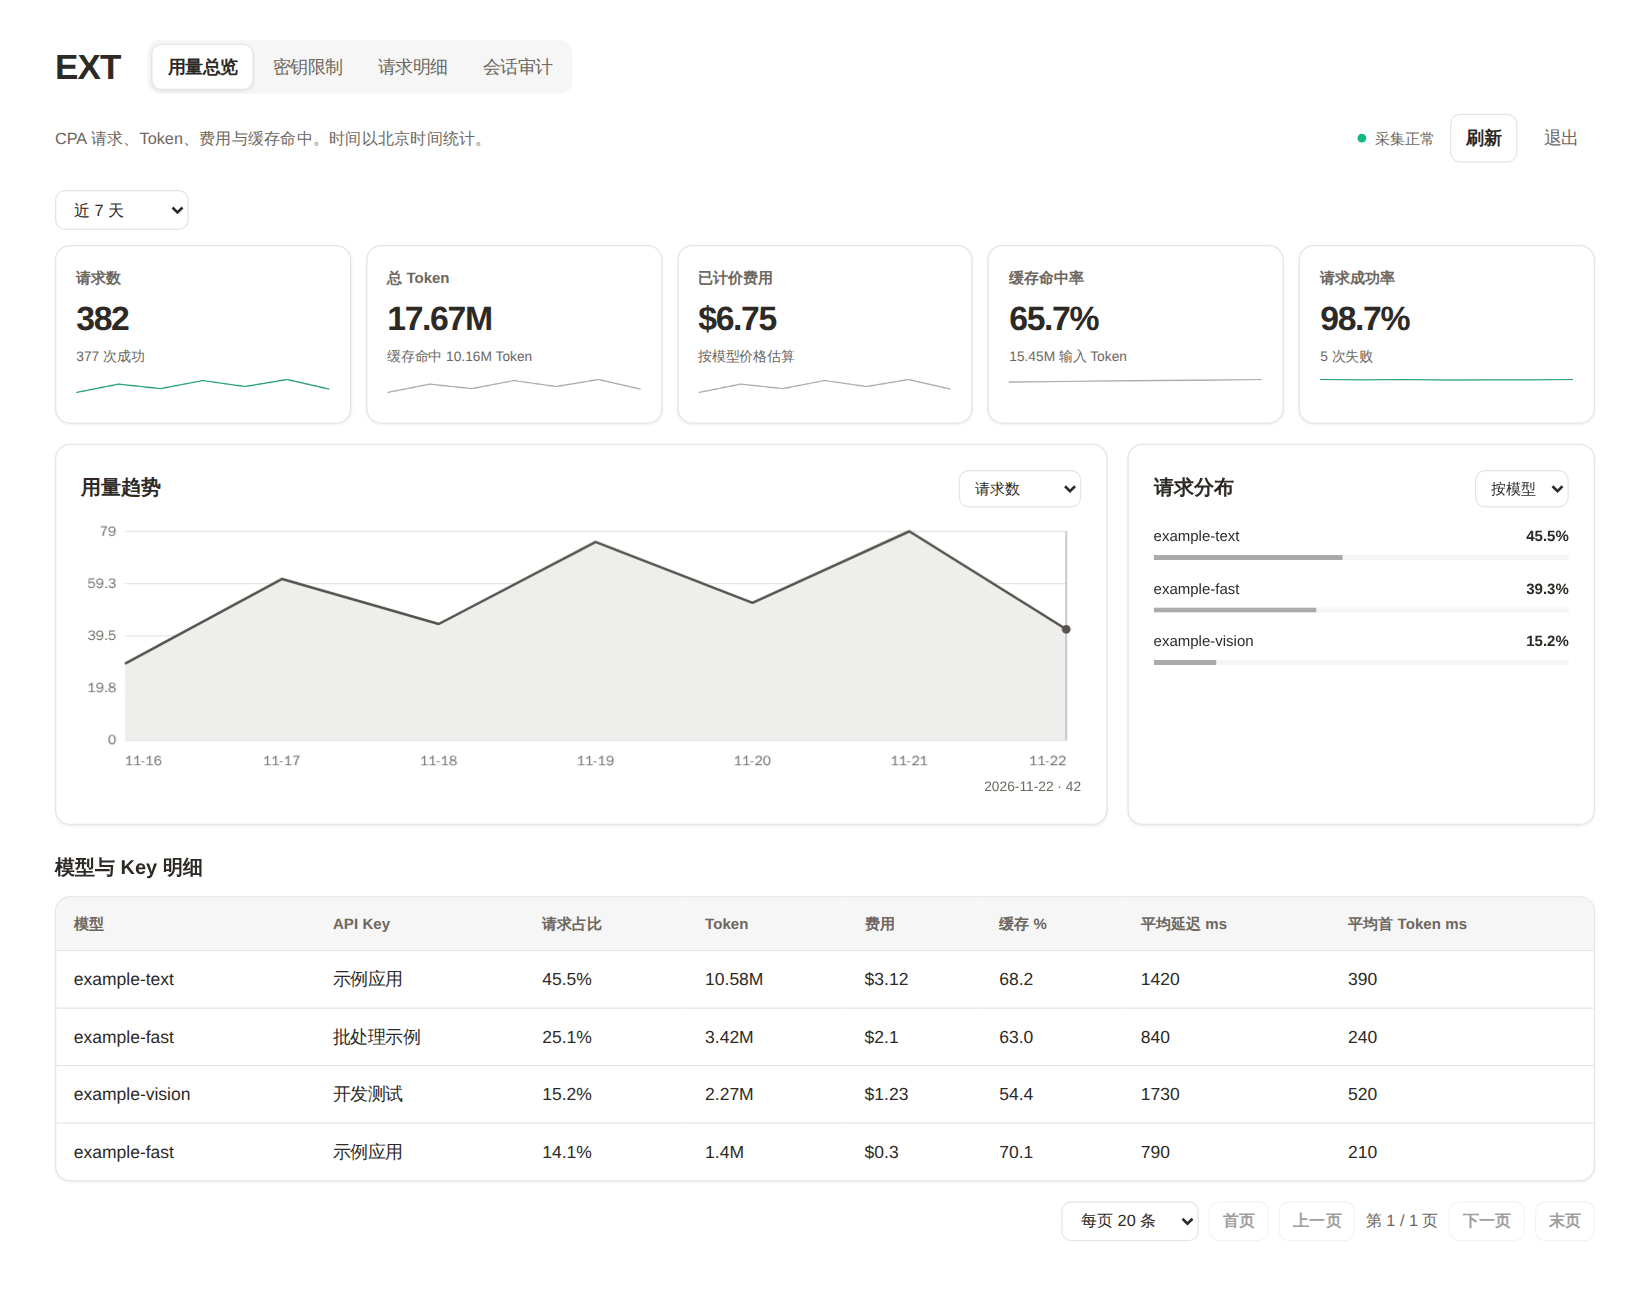 EXT 用量总览 密钥限制 请求明细 会话审计
CPA 请求、Token、费用与缓存命中。时间以北京时间统计。 采集正常 刷新 退出
近 7 天
请求数 总 Token 已计价费用 缓存命中率 请求成功率
382 17.67M $6.75 65.7% 98.7%
377 次成功 缓存命中 10.16M Token 按模型价格估算 15.45M 输入 Token 5 次失败
用量趋势 请求数
79
59.3
39.5
19.8
0
11-16 11-17 11-18 11-19 11-20 11-21 11-22
2026-11-22 · 42
请求分布 按模型
example-text 45.5%
example-fast 39.3%
example-vision 15.2%
模型与 Key 明细
模型 API Key 请求占比 Token 费用 缓存 % 平均延迟 ms 平均首 Token ms
example-text 示例应用 45.5% 10.58M $3.12 68.2 1420 390
example-fast 批处理示例 25.1% 3.42M $2.1 63.0 840 240
example-vision 开发测试 15.2% 2.27M $1.23 54.4 1730 520
example-fast 示例应用 14.1% 1.4M $0.3 70.1 790 210
每页 20 条 首页 上一页 第 1 / 1 页 下一页 末页